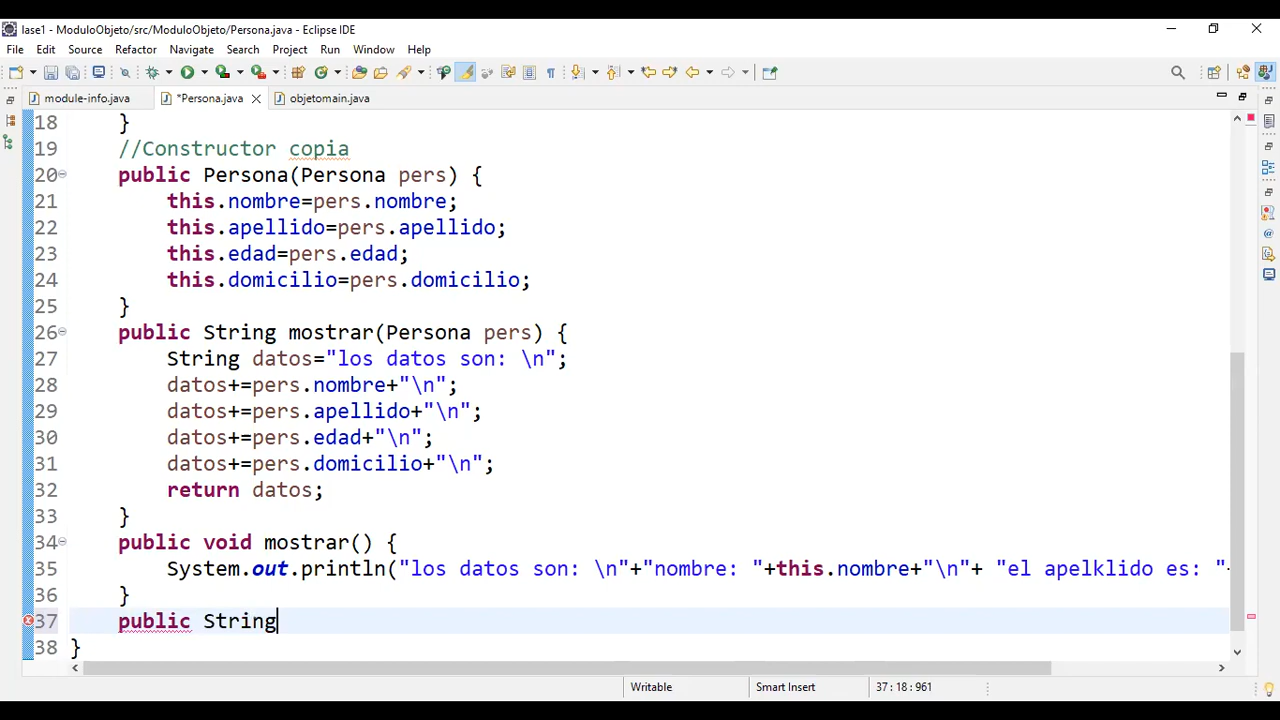 lase1 - ModuloObjeto/src/ModuloObjeto/Persona.java - Eclipse IDE
File Edit Source Refactor Navigate Search Project Run Window Help
module-info.java *Persona.java objetomain.java
18 }
19 //Constructor copia
20 public Persona(Persona pers) {
21 this.nombre=pers.nombre;
22 this.apellido=pers.apellido;
23 this.edad=pers.edad;
24 this.domicilio=pers.domicilio;
25 }
26 public String mostrar(Persona pers) {
27 String datos="los datos son: \n";
28 datos+=pers.nombre+"\n";
29 datos+=pers.apellido+"\n";
30 datos+=pers.edad+"\n";
31 datos+=pers.domicilio+"\n";
32 return datos;
33 }
34 public void mostrar() {
35 System.out.println("los datos son: \n"+"nombre: "+this.nombre+"\n"+ "el apelklido es: "+
36 }
37 public String
38 }
Writable Smart Insert 37 : 18 : 961